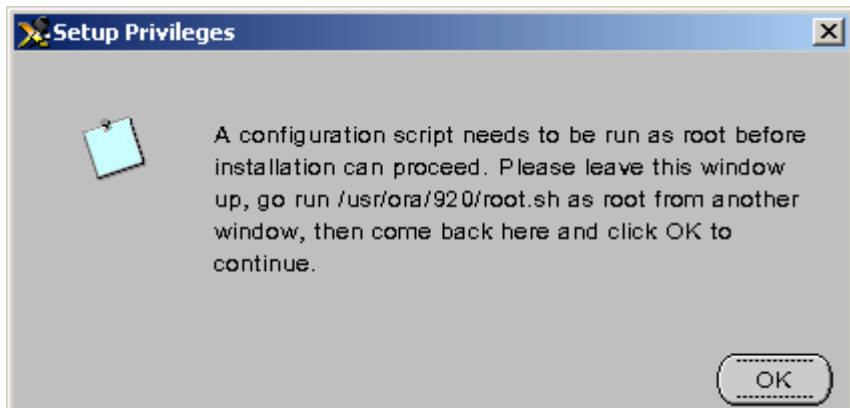 Setup Privileges
A configuration script needs to be run as root before
installation can proceed. Please leave this window
up, go run /usr/ora/920/root.sh as root from another
window, then come back here and click OK to
continue.
OK